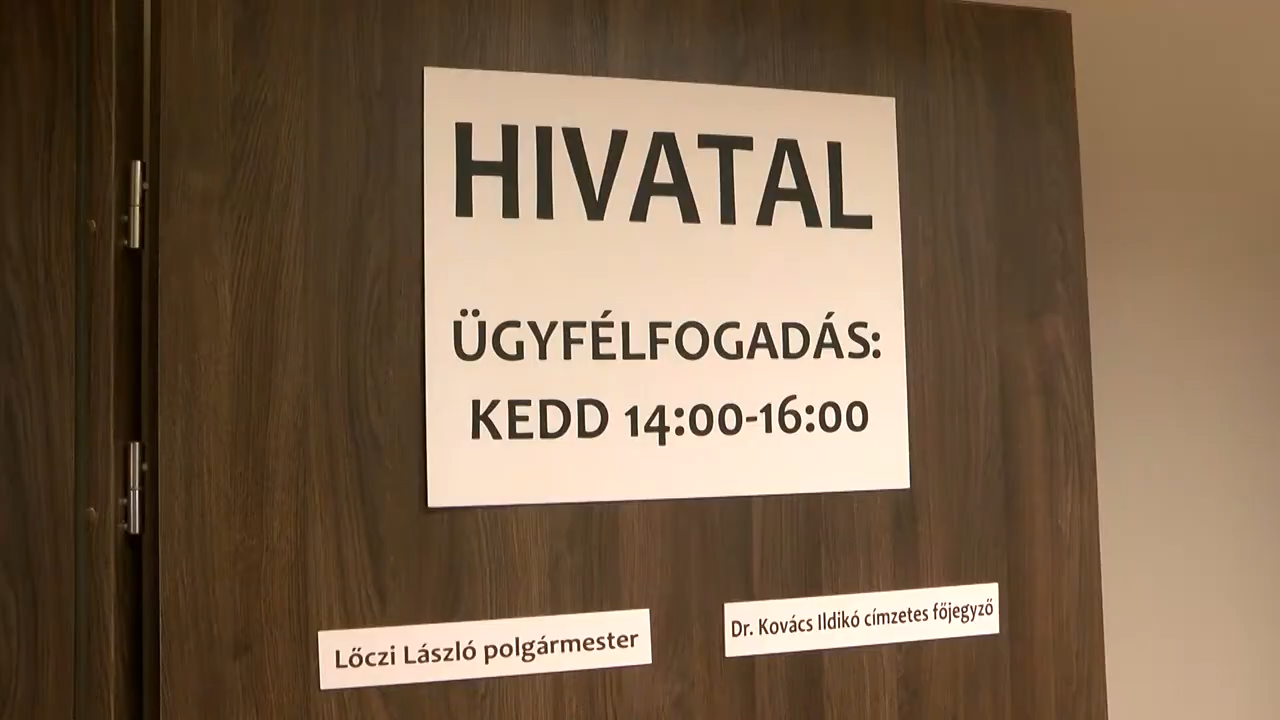 HIVATAL
ÜGYFÉLFOGADÁS:
KEDD 14:00-16:00
Lőczi László polgármester
Dr. Kovács Ildikó címzetes főjegyző